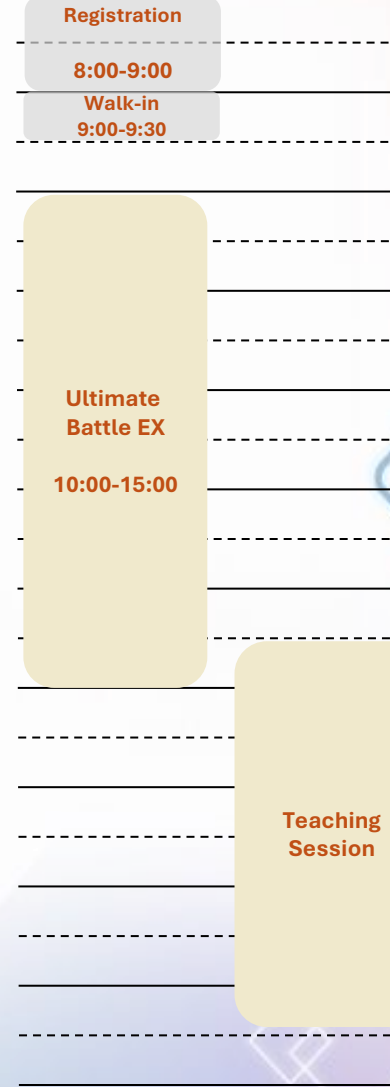 Registration
8:00-9:00
Walk-in
9:00-9:30
Ultimate
Battle EX
10:00-15:00
Teaching
Session